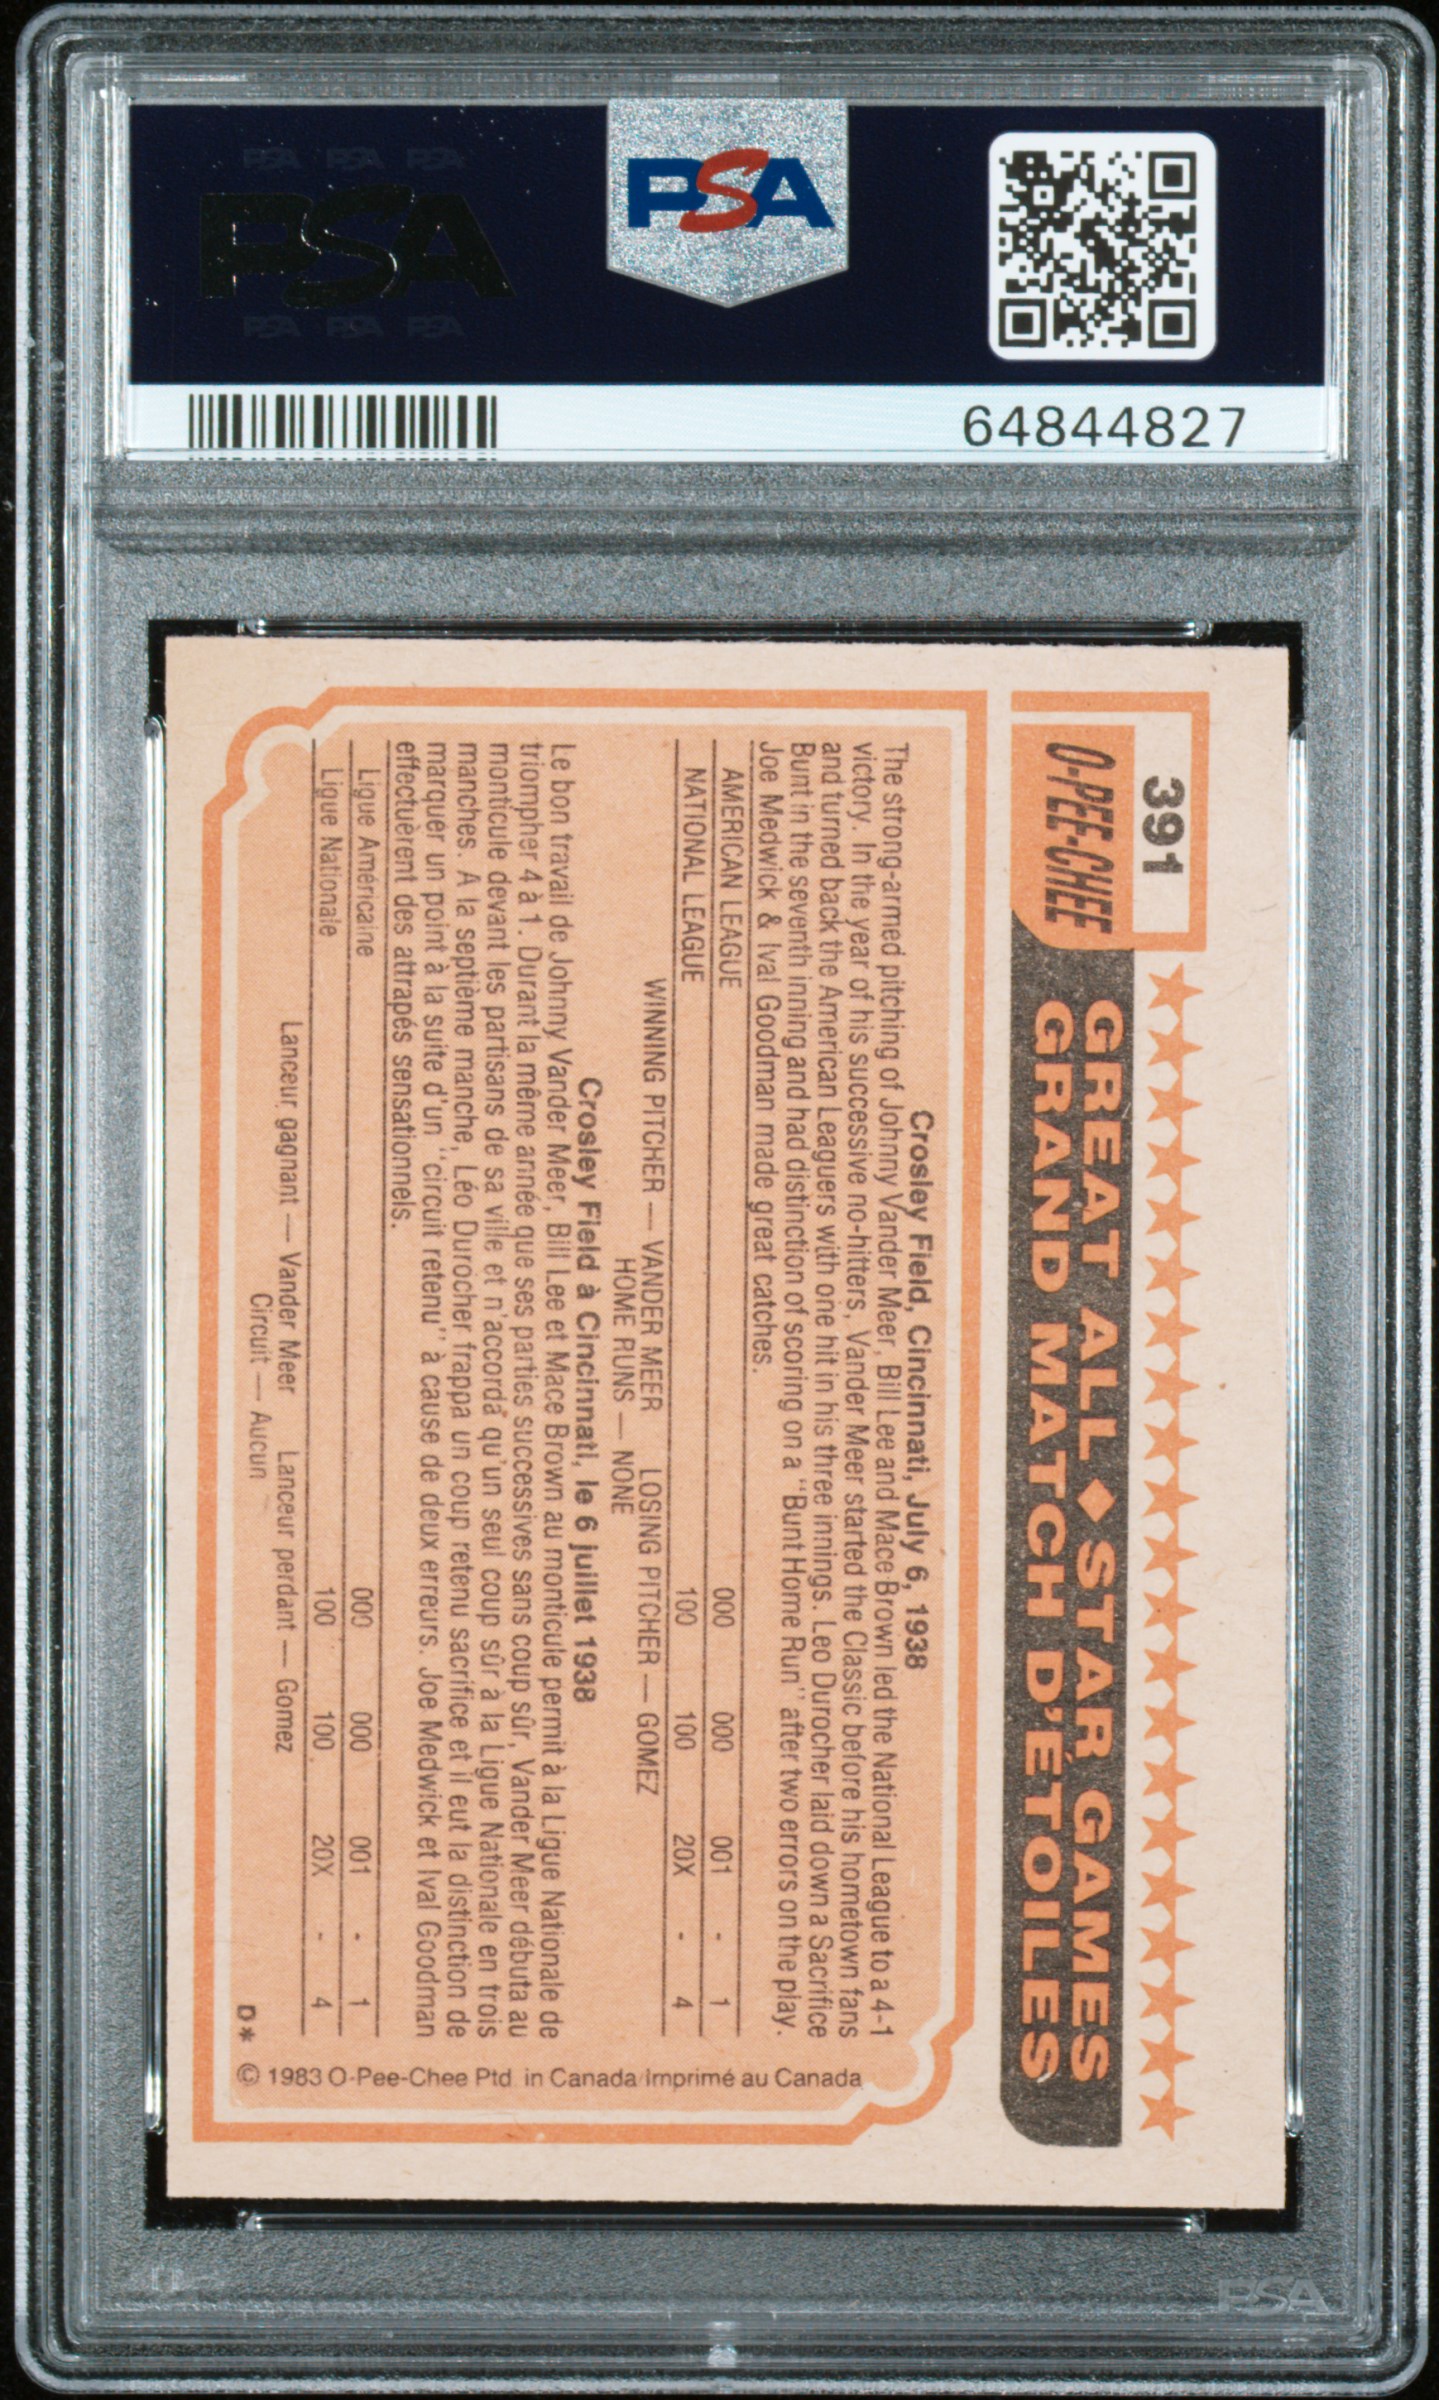 PSA PSA PSA
PSA
PSA PSA PSA
PSA
64844827
391
O-PEE-CHEE
GREAT ALL ◆ STAR GAMES
GRAND MATCH D'ÉTOILES
Crosley Field, Cincinnati, July 6, 1938
The strong-armed pitching of Johnny Vander Meer, Bill Lee and Mace Brown led the National League to a 4-1
victory. In the year of his successive no-hitters, Vander Meer started the Classic before his hometown fans
and turned back the American Leaguers with one hit in his three innings. Leo Durocher laid down a Sacrifice
Bunt in the seventh inning and had distinction of scoring on a "Bunt Home Run" after two errors on the play.
Joe Medwick & Ival Goodman made great catches.
AMERICAN LEAGUE 000 000 001 - 1
NATIONAL LEAGUE 100 100 20X - 4
WINNING PITCHER — VANDER MEER LOSING PITCHER — GOMEZ
HOME RUNS — NONE
Crosley Field à Cincinnati, le 6 juillet 1938
Le bon travail de Johnny Vander Meer, Bill Lee et Mace Brown au monticule permit à la Ligue Nationale de
triompher 4 à 1. Durant la même année que ses parties successives sans coup sûr, Vander Meer débuta au
monticule devant les partisans de sa ville et n'accorda qu'un seul coup sûr à la Ligue Nationale en trois
manches. A la septième manche, Léo Durocher frappa un coup retenu sacrifice et il eut la distinction de
marquer un point à la suite d'un "circuit retenu" à cause de deux erreurs. Joe Medwick et Ival Goodman
effectuèrent des attrapés sensationnels.
Ligue Américaine 000 000 001 - 1
Ligue Nationale 100 100 20X - 4
Lanceur gagnant — Vander Meer Lanceur perdant — Gomez
Circuit — Aucun
D*
© 1983 O-Pee-Chee Ptd. in Canada/Imprimé au Canada
PSA